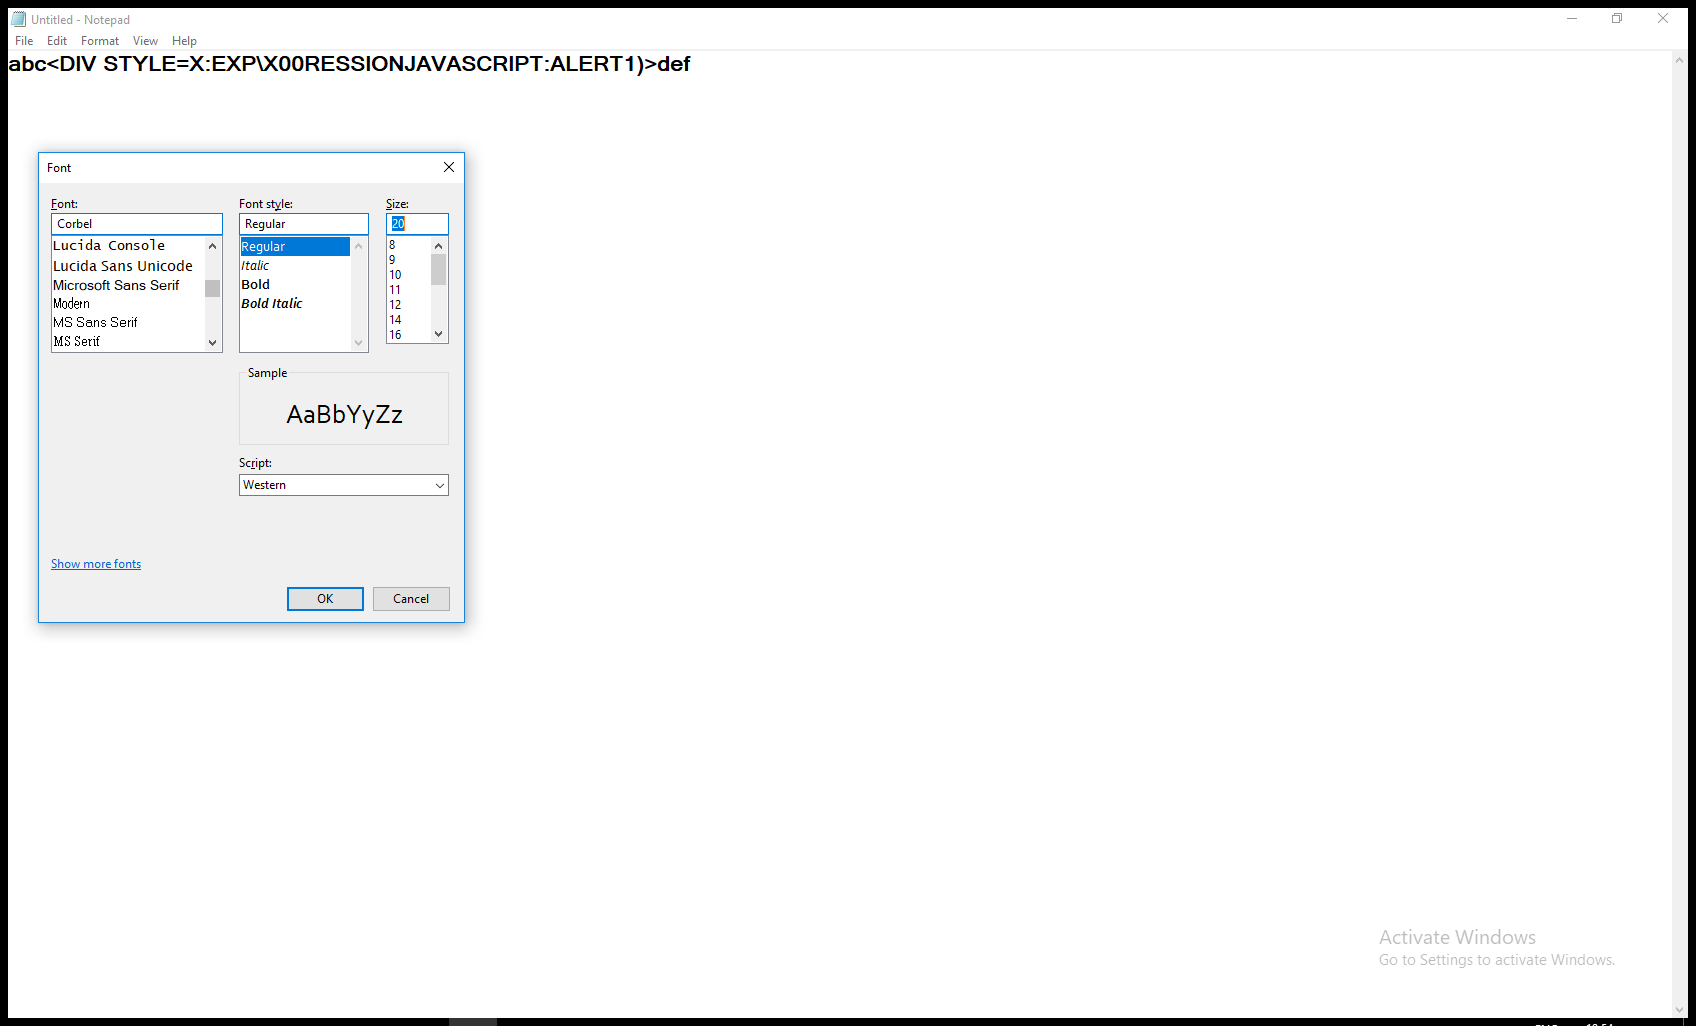 Untitled - Notepad
File Edit Format View Help
abc<DIV STYLE=X:EXP\X00RESSIONJAVASCRIPT:ALERT1)>def
Font
Font: Font style: Size:
Corbel Regular 20
Lucida Console
Lucida Sans Unicode
Microsoft Sans Serif
Modern
MS Sans Serif
MS Serif
Regular
Italic
Bold
Bold Italic
8
9
10
11
12
14
16
Sample
AaBbYyZz
Script:
Western
Show more fonts
OK Cancel
Activate Windows
Go to Settings to activate Windows.